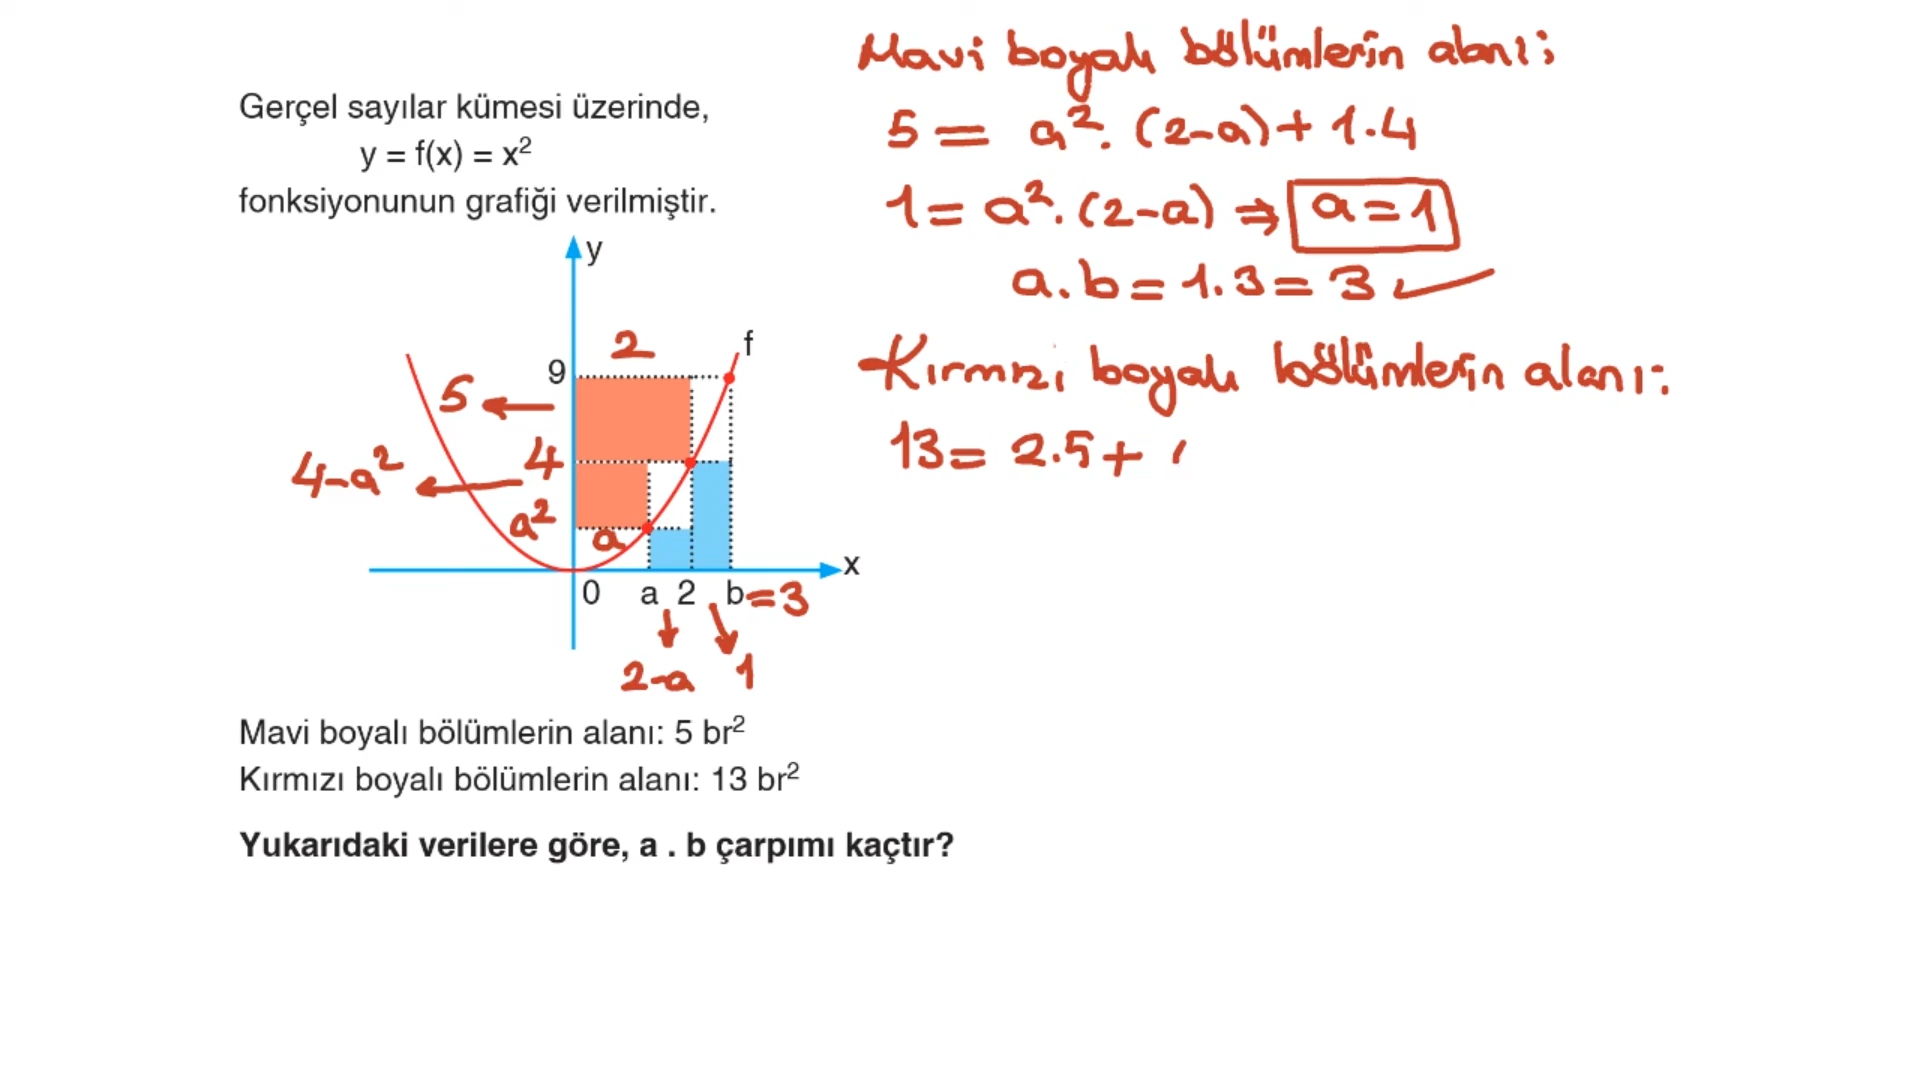 Gerçel sayılar kümesi üzerinde,
y = f(x) = x²
fonksiyonunun grafiği verilmiştir.
y
f
2
9
5
4
4-a²
a²
a
x
0 a 2 b=3
2-a 1
Mavi boyalı bölümlerin alanı: 5 br²
Kırmızı boyalı bölümlerin alanı: 13 br²
Yukarıdaki verilere göre, a . b çarpımı kaçtır?
Mavi boyalı bölümlerin alanı;
5 = a². (2-a)+ 1.4
1 = a². (2-a) ⇒ a=1
a.b = 1.3 = 3 ✓
Kırmızı boyalı bölümlerin alanı:
13 = 2.5 + (